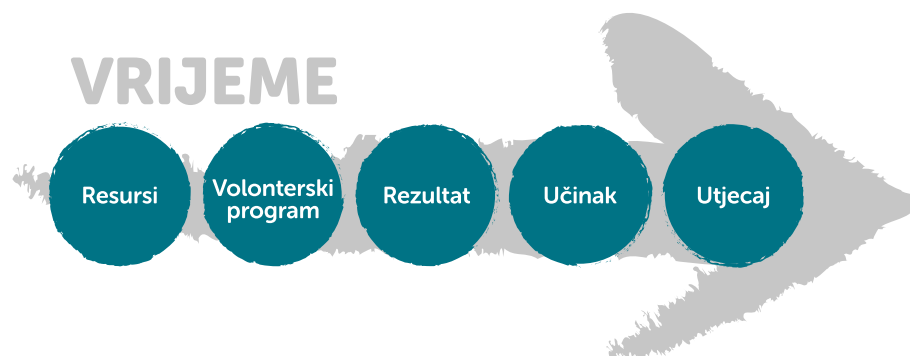 VRIJEME
Resursi
Volonterski
program
Rezultat
Učinak
Utjecaj